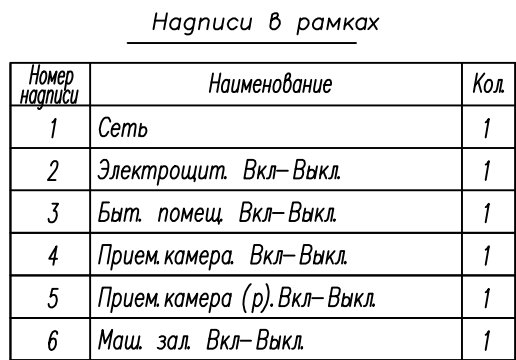 Надписи в рамках
Номер надписи Наименование Кол.
1 Сеть 1
2 Электрощит. Вкл-Выкл. 1
3 Быт. помещ. Вкл-Выкл. 1
4 Прием.камера. Вкл-Выкл. 1
5 Прием.камера (р).Вкл-Выкл. 1
6 Маш. зал. Вкл-Выкл. 1